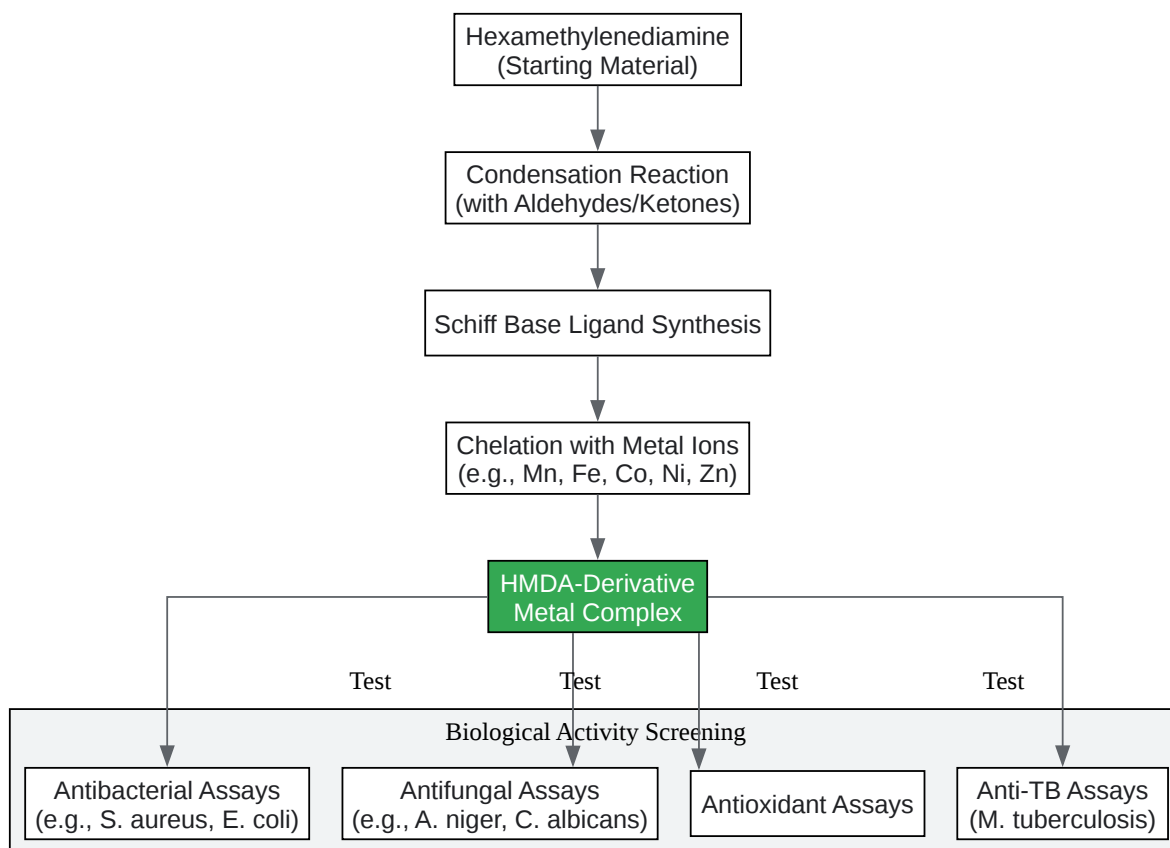 Hexamethylenediamine
(Starting Material)
Condensation Reaction
(with Aldehydes/Ketones)
Schiff Base Ligand Synthesis
Chelation with Metal Ions
(e.g., Mn, Fe, Co, Ni, Zn)
HMDA-Derivative
Metal Complex
Test
Test
Test
Test
Biological Activity Screening
Antibacterial Assays
(e.g., S. aureus, E. coli)
Antifungal Assays
(e.g., A. niger, C. albicans)
Antioxidant Assays
Anti-TB Assays
(M. tuberculosis)